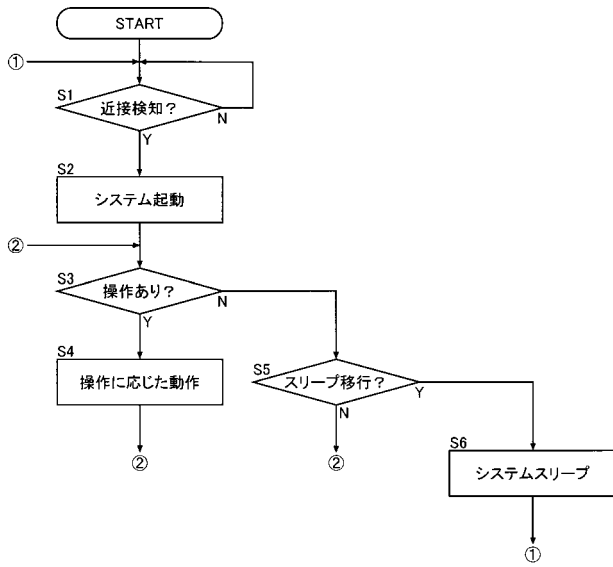 START
①
S1
近接検知?
N
Y
S2
システム起動
②
S3
操作あり?
N
Y
S4
操作に応じた動作
S5
スリープ移行?
Y
N
②
②
S6
システムスリープ
①